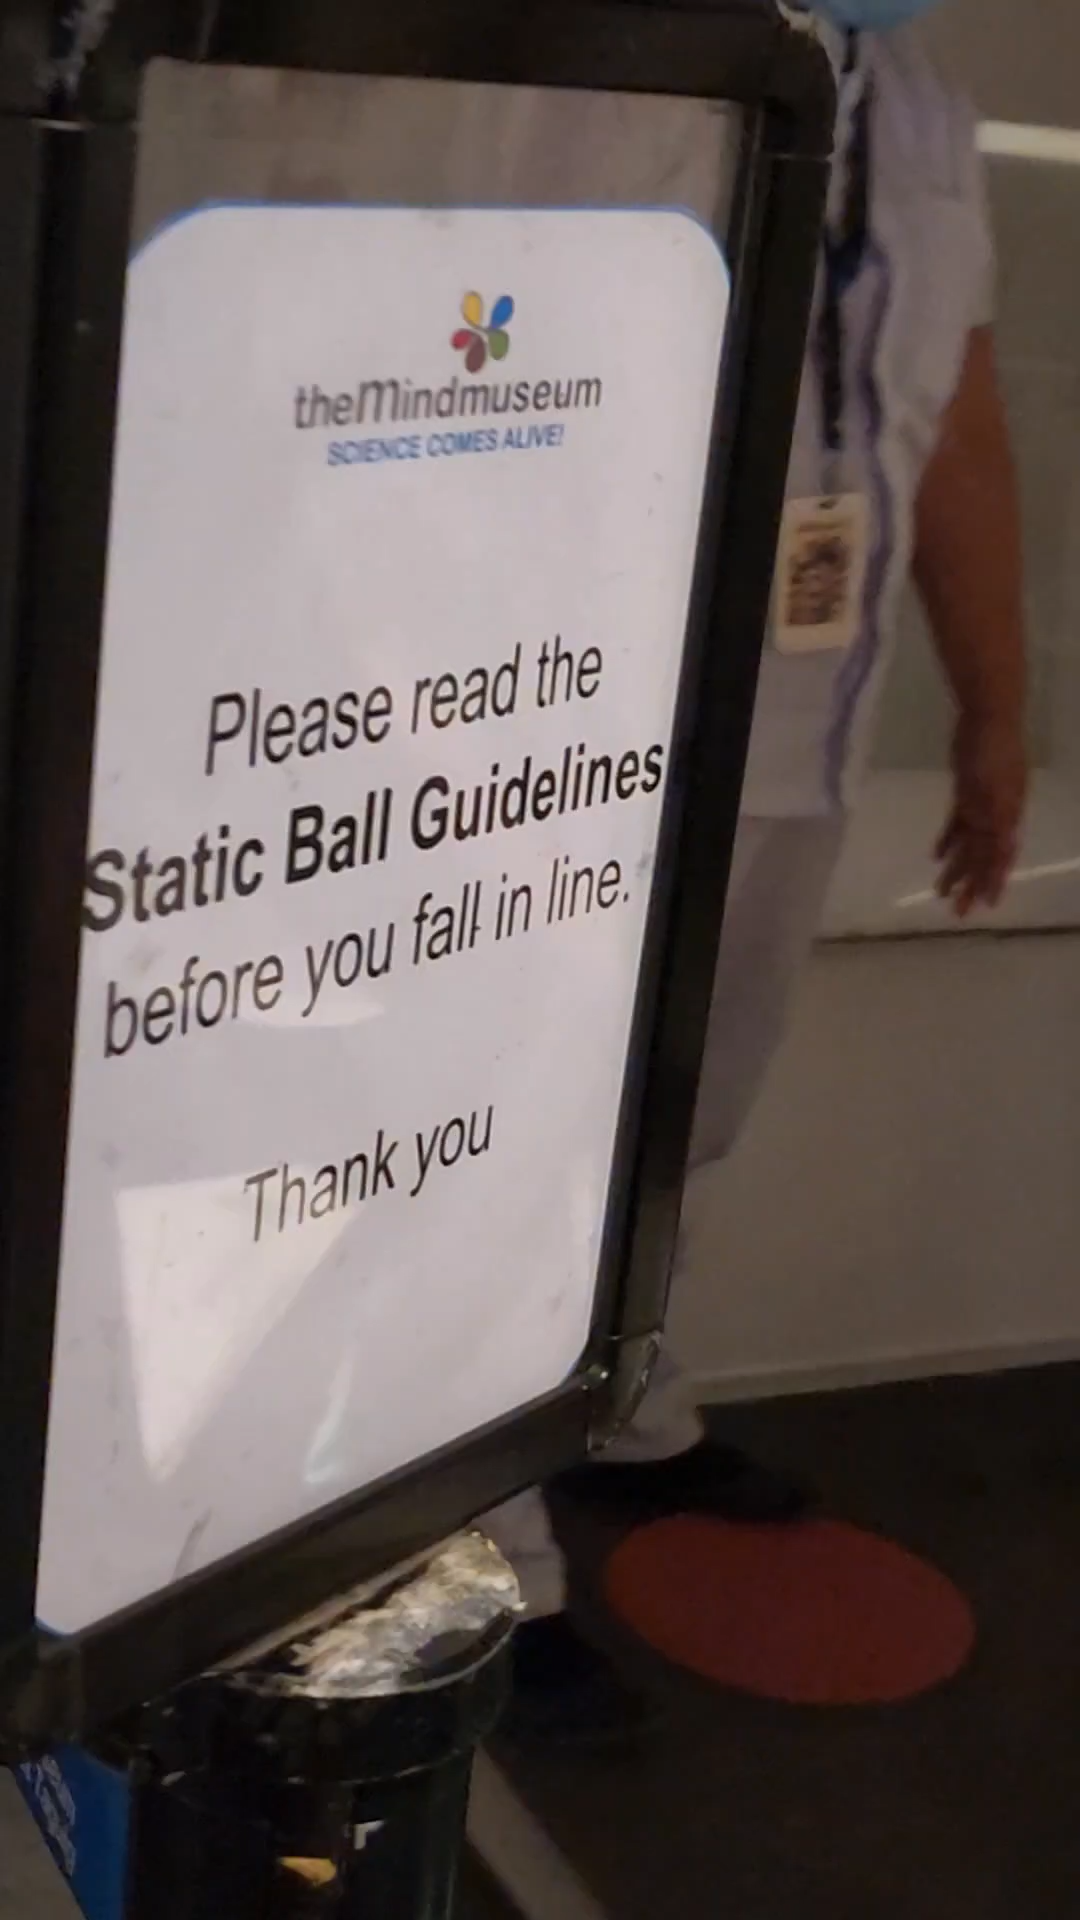 theMindmuseum
SCIENCE COMES ALIVE!
Please read the
Static Ball Guidelines
before you fall in line.
Thank you